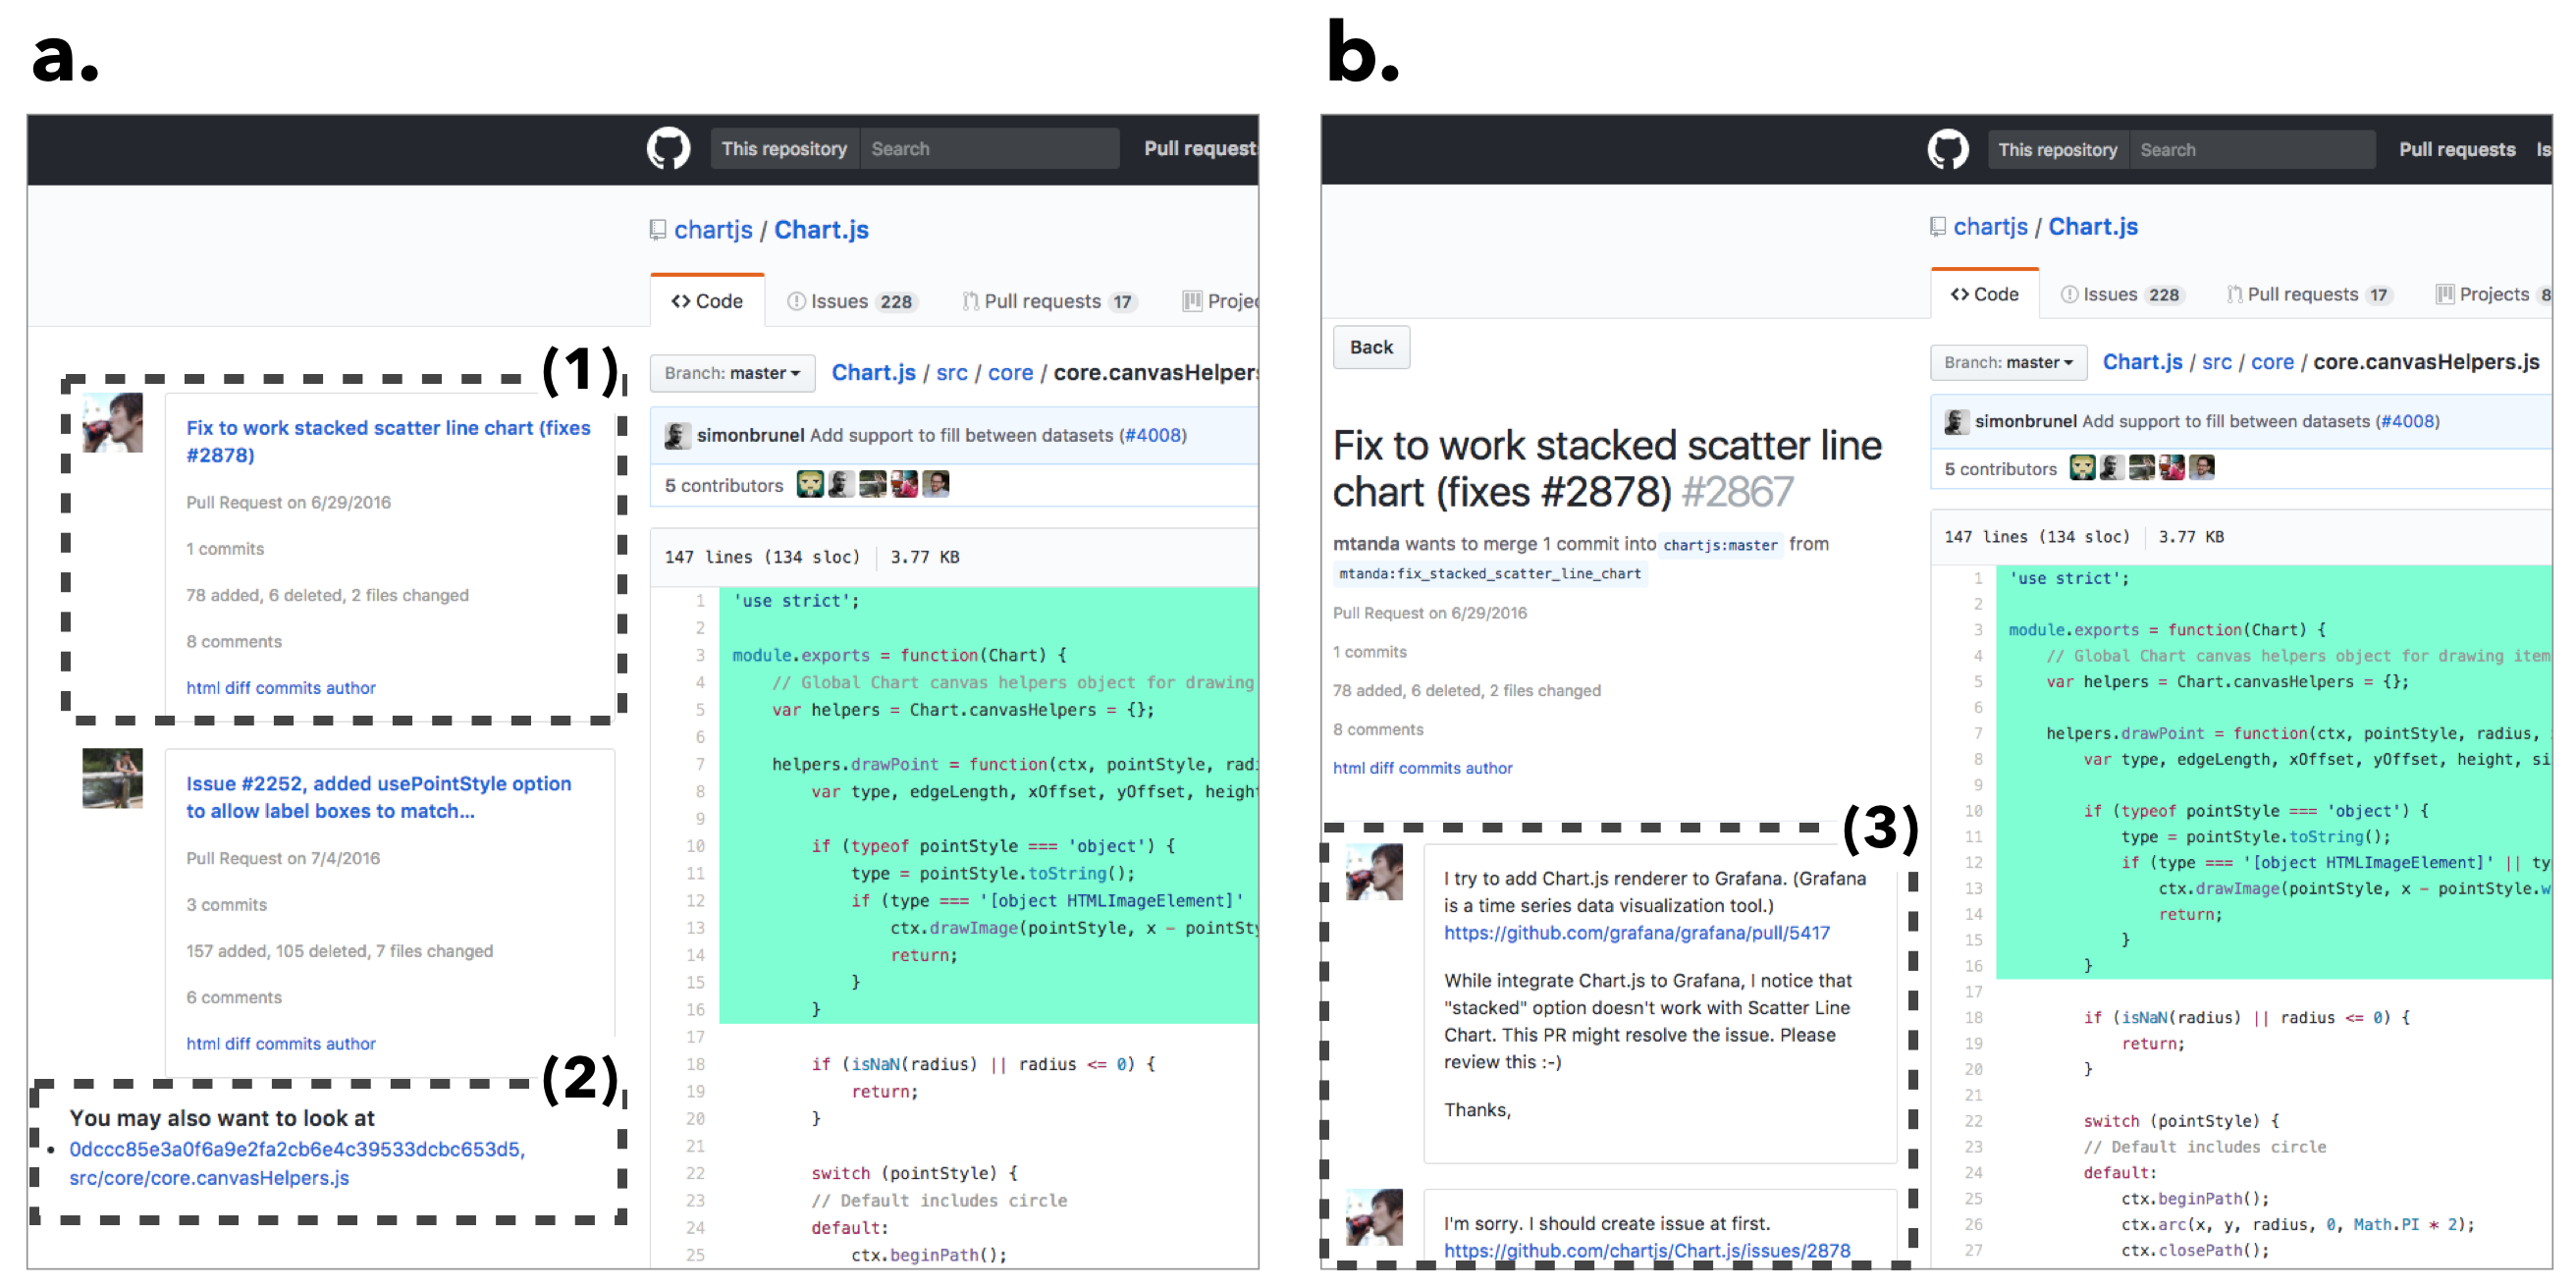 a.
This repository Search Pull request
chartjs / Chart.js
<> Code Issues 228 Pull requests 17 Projec
(1)
Fix to work stacked scatter line chart (fixes
#2878)
Pull Request on 6/29/2016
1 commits
78 added, 6 deleted, 2 files changed
8 comments
html diff commits author
Issue #2252, added usePointStyle option
to allow label boxes to match...
Pull Request on 7/4/2016
3 commits
157 added, 105 deleted, 7 files changed
6 comments
html diff commits author
(2)
You may also want to look at
• 0dccc85e3a0f6a9e2fa2cb6e4c39533dcbc653d5,
src/core/core.canvasHelpers.js
Branch: master Chart.js / src / core / core.canvasHelpers
simonbrunel Add support to fill between datasets (#4008)
5 contributors
147 lines (134 sloc) 3.77 KB
1 'use strict';
2
3 module.exports = function(Chart) {
4 // Global Chart canvas helpers object for drawing
5 var helpers = Chart.canvasHelpers = {};
6
7 helpers.drawPoint = function(ctx, pointStyle, radi
8 var type, edgeLength, xOffset, yOffset, height
9
10 if (typeof pointStyle === 'object') {
11 type = pointStyle.toString();
12 if (type === '[object HTMLImageElement]'
13 ctx.drawImage(pointStyle, x - pointSty
14 return;
15 }
16 }
17
18 if (isNaN(radius) || radius <= 0) {
19 return;
20 }
21
22 switch (pointStyle) {
23 // Default includes circle
24 default:
25 ctx.beginPath();
b.
This repository Search Pull requests Is
chartjs / Chart.js
<> Code Issues 228 Pull requests 17 Projects 8
Back
Fix to work stacked scatter line
chart (fixes #2878) #2867
mtanda wants to merge 1 commit into chartjs:master from
mtanda:fix_stacked_scatter_line_chart
Pull Request on 6/29/2016
1 commits
78 added, 6 deleted, 2 files changed
8 comments
html diff commits author
(3)
I try to add Chart.js renderer to Grafana. (Grafana
is a time series data visualization tool.)
https://github.com/grafana/grafana/pull/5417
While integrate Chart.js to Grafana, I notice that
"stacked" option doesn't work with Scatter Line
Chart. This PR might resolve the issue. Please
review this :-)
Thanks,
I'm sorry. I should create issue at first.
https://github.com/chartjs/Chart.js/issues/2878
Branch: master Chart.js / src / core / core.canvasHelpers.js
simonbrunel Add support to fill between datasets (#4008)
5 contributors
147 lines (134 sloc) 3.77 KB
1 'use strict';
2
3 module.exports = function(Chart) {
4 // Global Chart canvas helpers object for drawing item
5 var helpers = Chart.canvasHelpers = {};
6
7 helpers.drawPoint = function(ctx, pointStyle, radius,
8 var type, edgeLength, xOffset, yOffset, height, si
9
10 if (typeof pointStyle === 'object') {
11 type = pointStyle.toString();
12 if (type === '[object HTMLImageElement]' || ty
13 ctx.drawImage(pointStyle, x - pointStyle.w
14 return;
15 }
16 }
17
18 if (isNaN(radius) || radius <= 0) {
19 return;
20 }
21
22 switch (pointStyle) {
23 // Default includes circle
24 default:
25 ctx.beginPath();
26 ctx.arc(x, y, radius, 0, Math.PI * 2);
27 ctx.closePath();